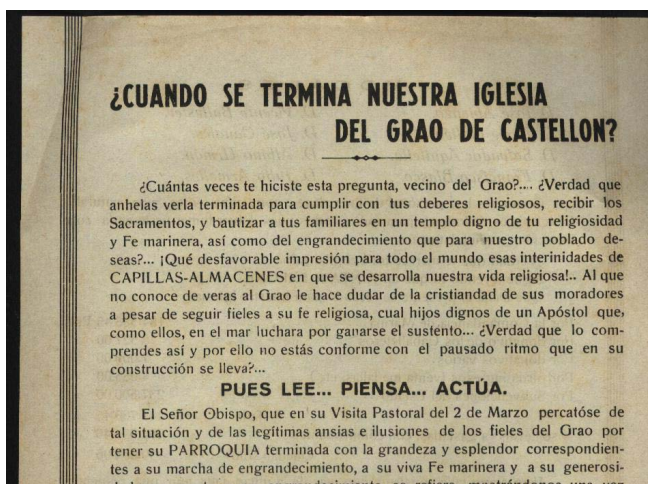 ¿CUANDO SE TERMINA NUESTRA IGLESIA
DEL GRAO DE CASTELLON?
¿Cuántas veces te hiciste esta pregunta, vecino del Grao?... ¿Verdad que
anhelas verla terminada para cumplir con tus deberes religiosos, recibir los
Sacramentos, y bautizar a tus familiares en un templo digno de tu religiosidad
y Fe marinera, así como del engrandecimiento que para nuestro poblado de-
seas?... ¡Qué desfavorable impresión para todo el mundo esas interinidades de
CAPILLAS-ALMACENES en que se desarrolla nuestra vida religiosa!.. Al que
no conoce de veras al Grao le hace dudar de la cristiandad de sus moradores
a pesar de seguir fieles a su fe religiosa, cual hijos dignos de un Apóstol que,
como ellos, en el mar luchara por ganarse el sustento... ¿Verdad que lo com-
prendes así y por ello no estás conforme con el pausado ritmo que en su
construcción se lleva?...
PUES LEE... PIENSA... ACTÚA.
El Señor Obispo, que en su Visita Pastoral del 2 de Marzo percatóse de
tal situación y de las legítimas ansias e ilusiones de los fieles del Grao por
tener su PARROQUIA terminada con la grandeza y esplendor correspondien-
tes a su marcha de engrandecimiento, a su viva Fe marinera y a su generosi-